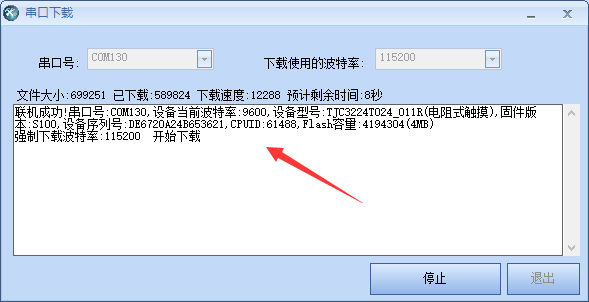 串口下载
串口号: COM130 下载使用的波特率: 115200
文件大小:699251 已下载:589824 下载速度:12288 预计剩余时间:8秒
联机成功!串口号:COM130,设备当前波特率:9600,设备型号:TJC3224T024_011R(电阻式触摸),固件版
本:S100,设备序列号:DE6720A24B653621,CPUID:61488,Flash容量:4194304(4MB)
强制下载波特率:115200 开始下载
停止 退出